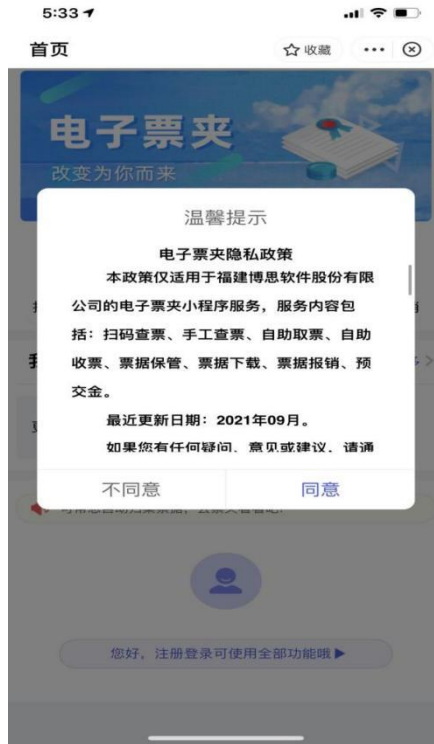 5:33
首页
收藏
电子票夹
改变为你而来
温馨提示
电子票夹隐私政策
本政策仅适用于福建博思软件股份有限
公司的电子票夹小程序服务，服务内容包
括：扫码查票、手工查票、自助取票、自助
收票、票据保管、票据下载、票据报销、预
交金。
最近更新日期：2021年09月。
如果您有任何疑问、意见或建议，请通
不同意
同意
您好，注册登录可使用全部功能哦